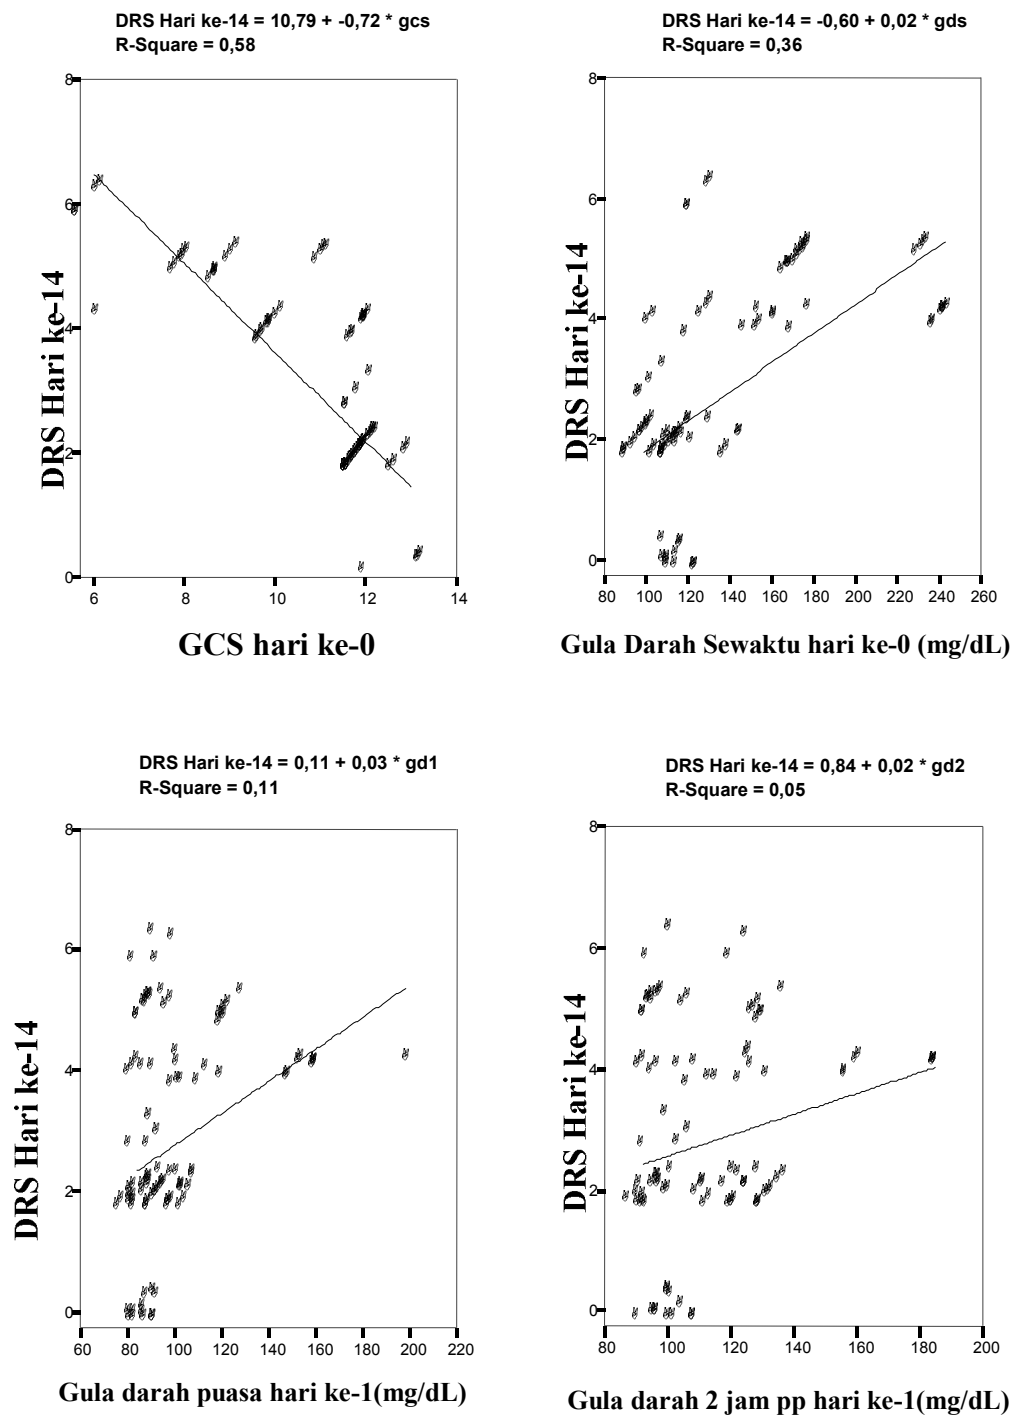 DRS Hari ke-14 = 10,79 + -0,72 * gcs
R-Square = 0,58
8
6
4
2
0
DRS Hari ke-14
6 8 10 12 14
GCS hari ke-0
DRS Hari ke-14 = -0,60 + 0,02 * gds
R-Square = 0,36
8
6
4
2
0
DRS Hari ke-14
80 100 120 140 160 180 200 220 240 260
Gula Darah Sewaktu hari ke-0 (mg/dL)
DRS Hari ke-14 = 0,11 + 0,03 * gd1
R-Square = 0,11
8
6
4
2
0
DRS Hari ke-14
60 80 100 120 140 160 180 200 220
Gula darah puasa hari ke-1(mg/dL)
DRS Hari ke-14 = 0,84 + 0,02 * gd2
R-Square = 0,05
8
6
4
2
0
DRS Hari ke-14
80 100 120 140 160 180 200
Gula darah 2 jam pp hari ke-1(mg/dL)